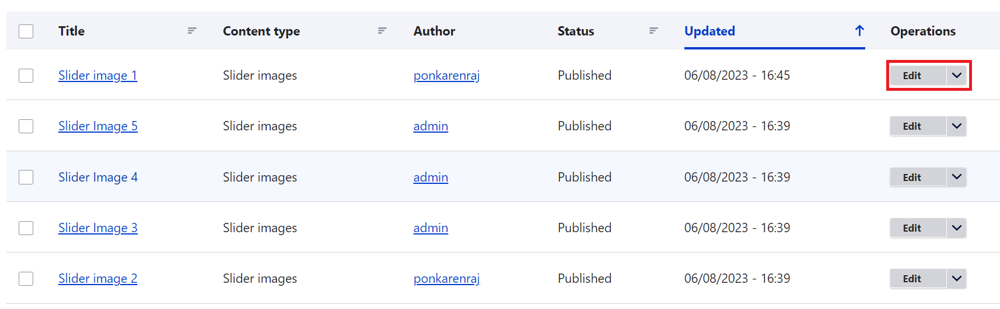 Title Content type Author Status Updated Operations
Slider image 1 Slider images ponkarenraj Published 06/08/2023 - 16:45 Edit
Slider Image 5 Slider images admin Published 06/08/2023 - 16:39 Edit
Slider Image 4 Slider images admin Published 06/08/2023 - 16:39 Edit
Slider Image 3 Slider images admin Published 06/08/2023 - 16:39 Edit
Slider image 2 Slider images ponkarenraj Published 06/08/2023 - 16:39 Edit